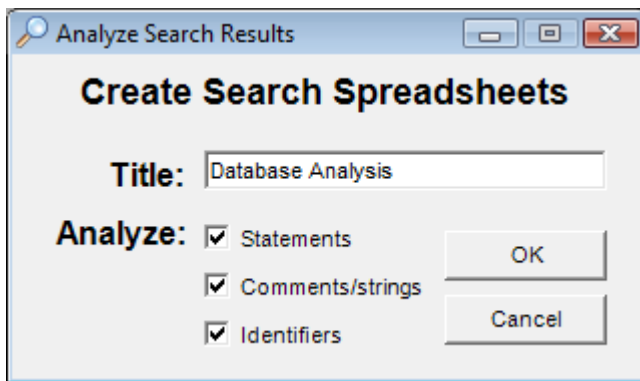 Analyze Search Results
Create Search Spreadsheets
Title: Database Analysis
Analyze: Statements
OK
Comments/strings
Cancel
Identifiers